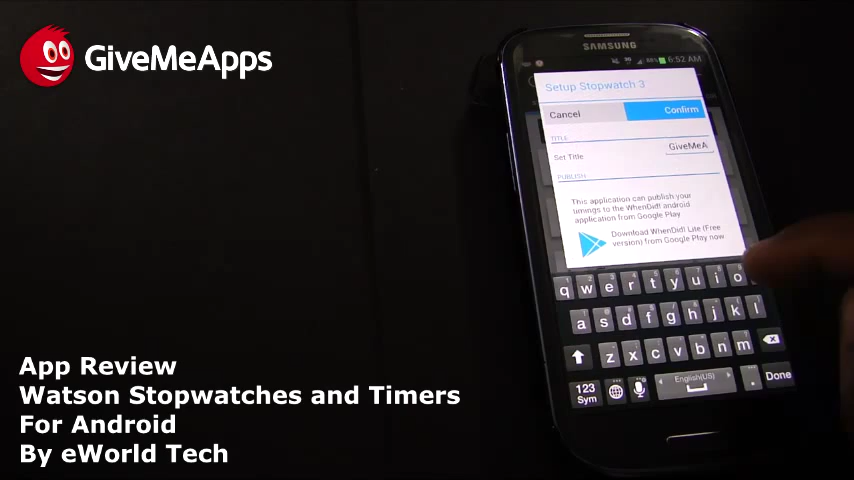 GiveMeApps
SAMSUNG
6:52 AM
Setup Stopwatch 3
Cancel
Confirm
TITLE
Set Title
GiveMeA
PUBLISH
This application can publish your
timings to the WhenDid! android
application from Google Play
Download WhenDid! Lite (Free
version) from Google Play now
q w e r t y u i o
a s d f g h j k l
z x c v b n m
123
Sym
English(US)
Done
App Review
Watson Stopwatches and Timers
For Android
By eWorld Tech